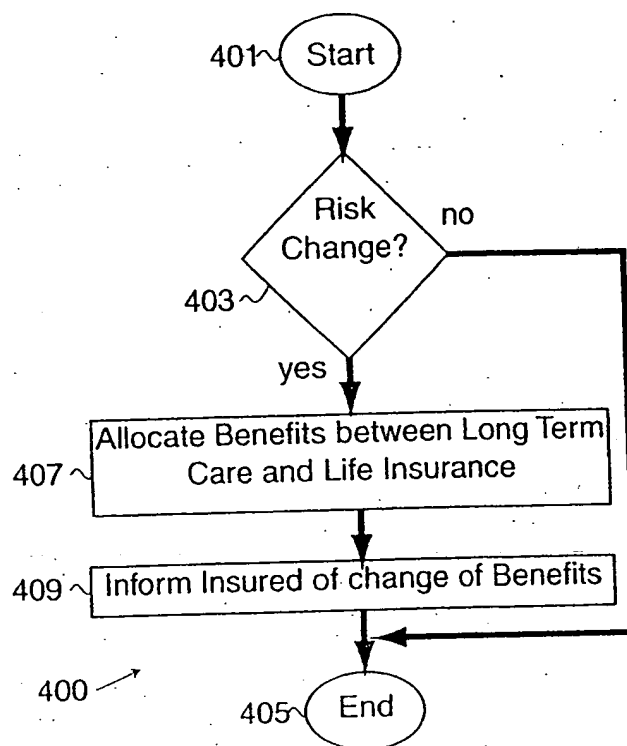 401 Start
Risk
Change?
no
403
yes
Allocate Benefits between Long Term
Care and Life Insurance
407
409 Inform Insured of change of Benefits
400
405 End